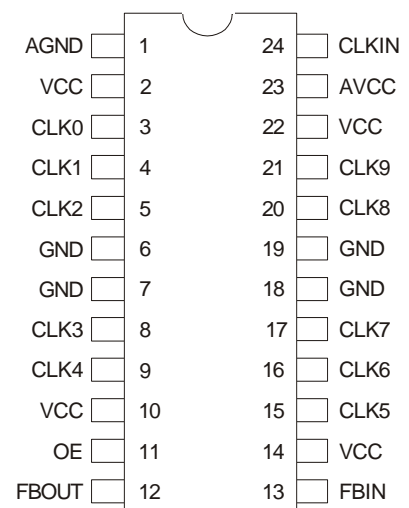 AGND 1 24 CLKIN
VCC 2 23 AVCC
CLK0 3 22 VCC
CLK1 4 21 CLK9
CLK2 5 20 CLK8
GND 6 19 GND
GND 7 18 GND
CLK3 8 17 CLK7
CLK4 9 16 CLK6
VCC 10 15 CLK5
OE 11 14 VCC
FBOUT 12 13 FBIN